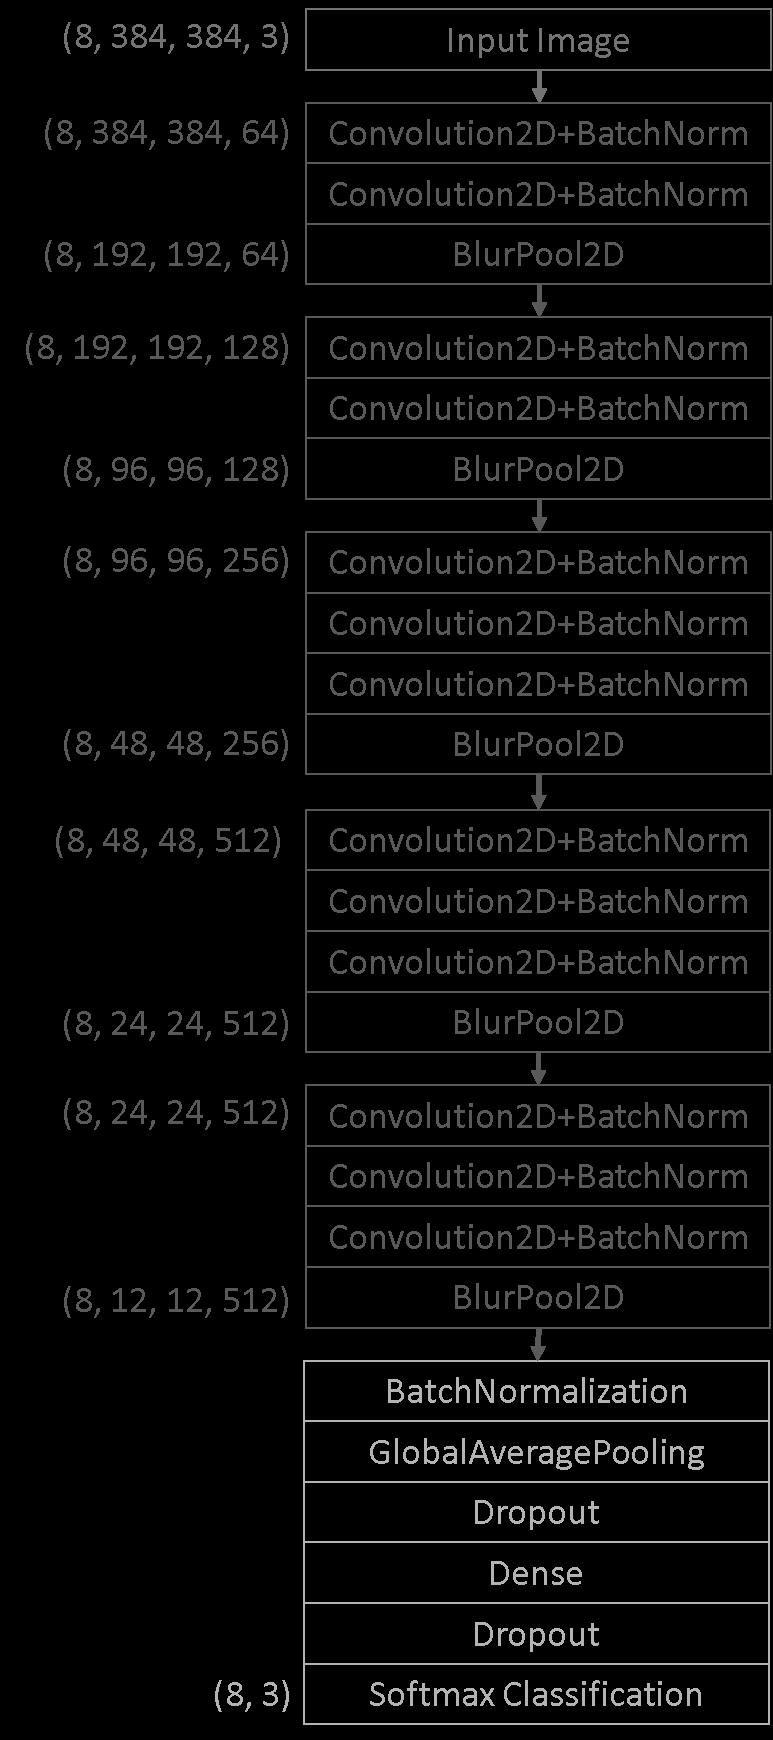 (8, 384, 384, 3) Input Image
(8, 384, 384, 64) Convolution2D+BatchNorm
Convolution2D+BatchNorm
(8, 192, 192, 64) BlurPool2D
(8, 192, 192, 128) Convolution2D+BatchNorm
Convolution2D+BatchNorm
(8, 96, 96, 128) BlurPool2D
(8, 96, 96, 256) Convolution2D+BatchNorm
Convolution2D+BatchNorm
Convolution2D+BatchNorm
(8, 48, 48, 256) BlurPool2D
(8, 48, 48, 512) Convolution2D+BatchNorm
Convolution2D+BatchNorm
Convolution2D+BatchNorm
(8, 24, 24, 512) BlurPool2D
(8, 24, 24, 512) Convolution2D+BatchNorm
Convolution2D+BatchNorm
Convolution2D+BatchNorm
(8, 12, 12, 512) BlurPool2D
BatchNormalization
GlobalAveragePooling
Dropout
Dense
Dropout
(8, 3) Softmax Classification